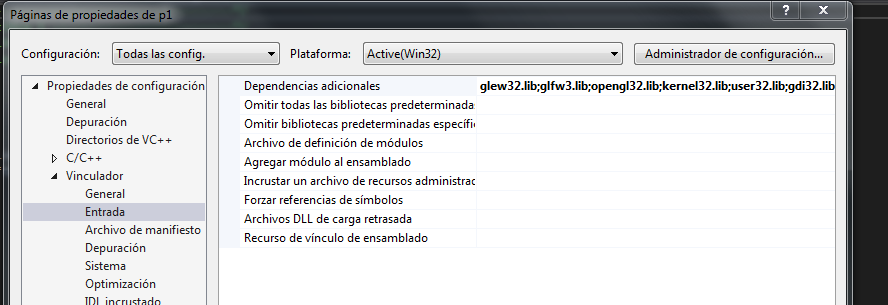 Páginas de propiedades de p1
Configuración: Todas las config. Plataforma: Active(Win32) Administrador de configuración...
Propiedades de configuración
General
Depuración
Directorios de VC++
C/C++
Vinculador
General
Entrada
Archivo de manifiesto
Depuración
Sistema
Optimización
IDL incrustado
Dependencias adicionales glew32.lib;glfw3.lib;opengl32.lib;kernel32.lib;user32.lib;gdi32.lib
Omitir todas las bibliotecas predeterminadas
Omitir bibliotecas predeterminadas específic
Archivo de definición de módulos
Agregar módulo al ensamblado
Incrustar un archivo de recursos administrac
Forzar referencias de símbolos
Archivos DLL de carga retrasada
Recurso de vínculo de ensamblado